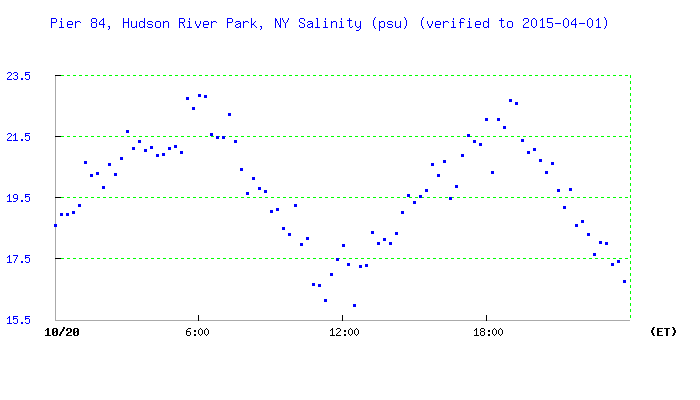 Pier 84, Hudson River Park, NY Salinity (psu) (verified to 2015-04-01)
23.5
21.5
19.5
17.5
15.5
10/20 6:00 12:00 18:00 (ET)